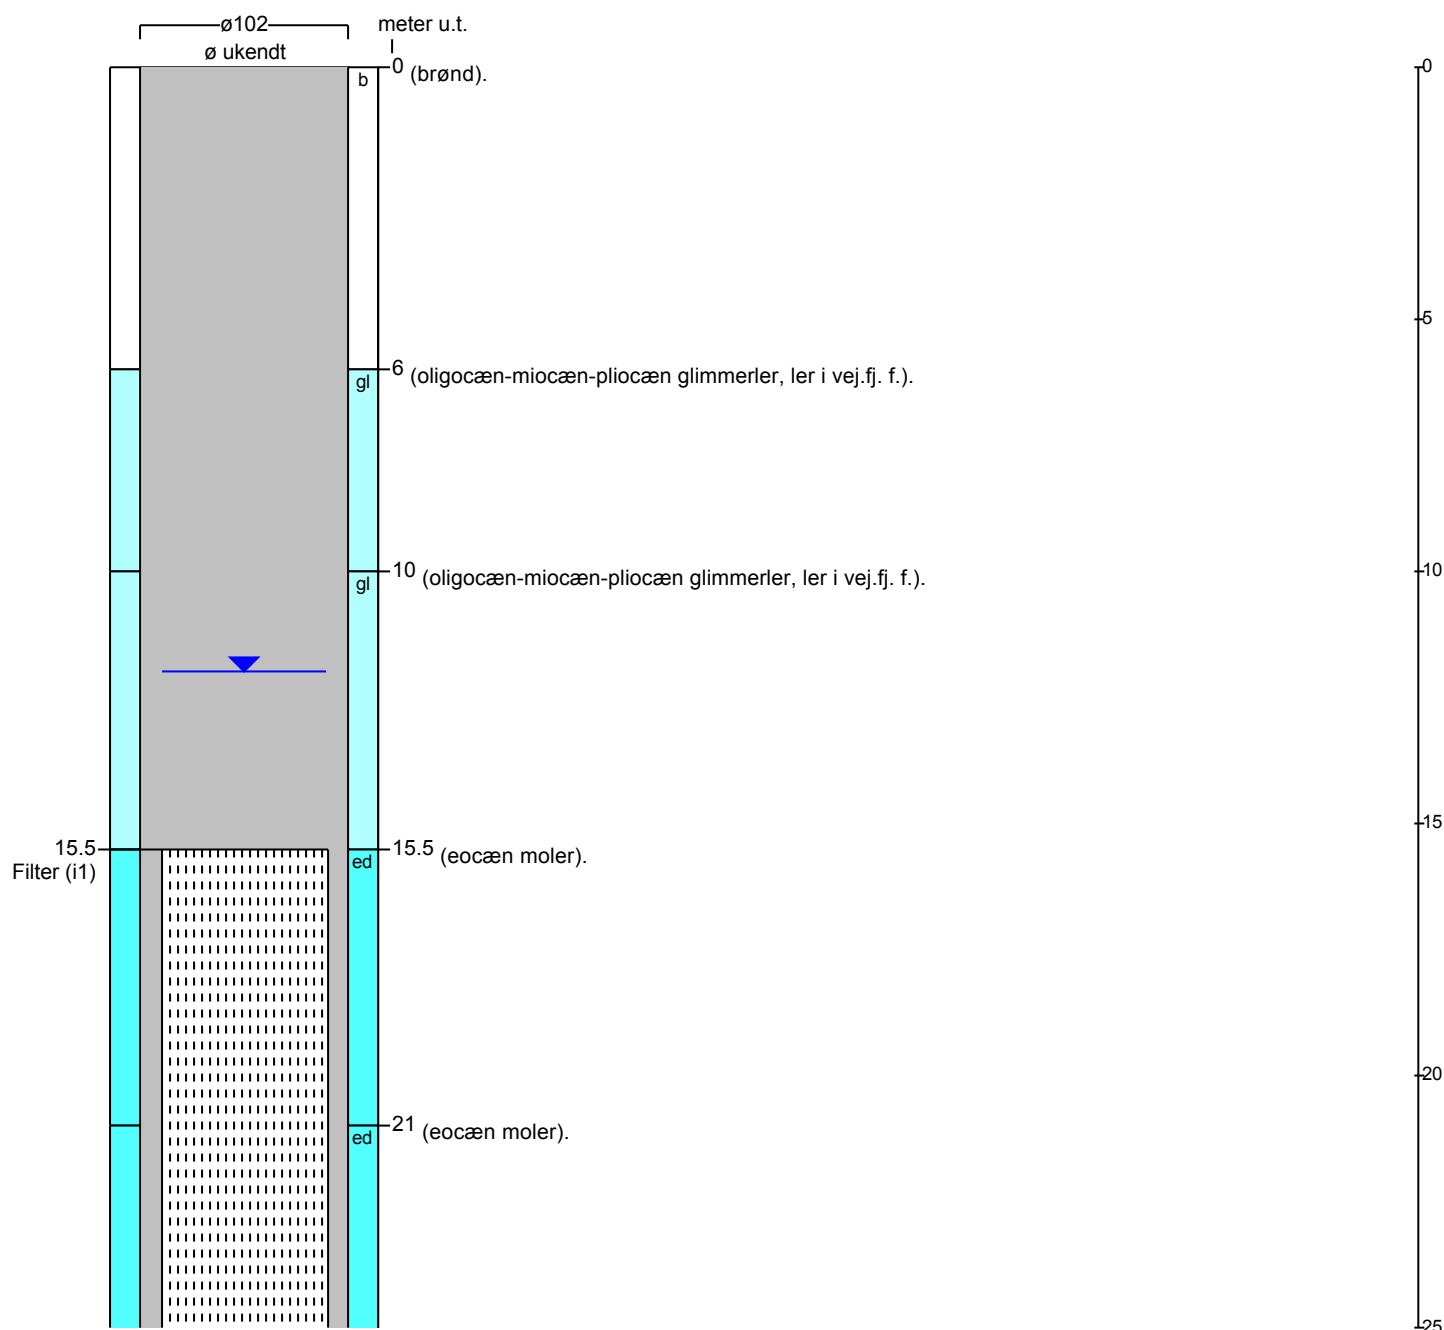 ø102 meter u.t.
ø ukendt
b 0 (brønd). 0
5
gl 6 (oligocæn-miocæn-pliocæn glimmerler, ler i vej.fj. f.).
gl 10 (oligocæn-miocæn-pliocæn glimmerler, ler i vej.fj. f.). 10
15
15.5 ed 15.5 (eocæn moler).
Filter (i1)
20
ed 21 (eocæn moler).
25